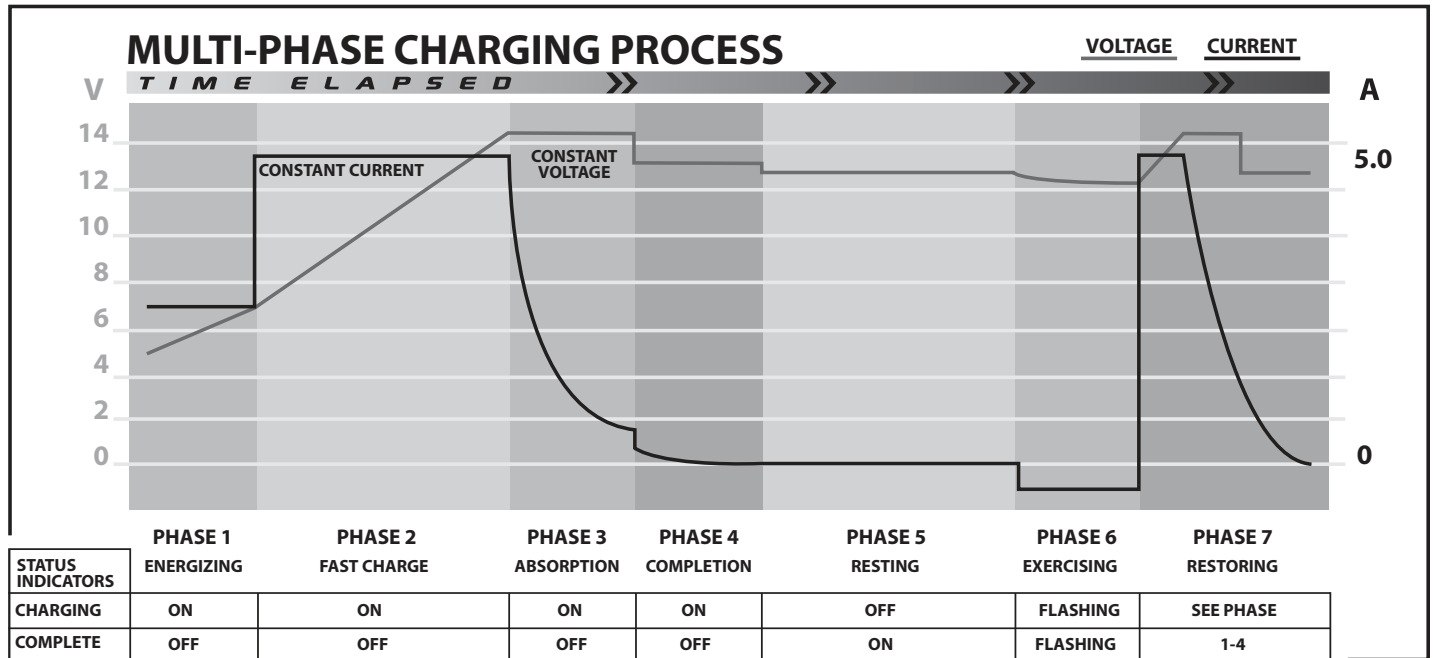 MULTI-PHASE CHARGING PROCESS
VOLTAGE CURRENT
V TIME ELAPSED A
14
12
10
8
6
4
2
0
5.0
0
CONSTANT CURRENT
CONSTANT
VOLTAGE
PHASE 1 PHASE 2 PHASE 3 PHASE 4 PHASE 5 PHASE 6 PHASE 7
STATUS
INDICATORS
ENERGIZING FAST CHARGE ABSORPTION COMPLETION RESTING EXERCISING RESTORING
CHARGING ON ON ON ON OFF FLASHING SEE PHASE
COMPLETE OFF OFF OFF OFF ON FLASHING 1-4